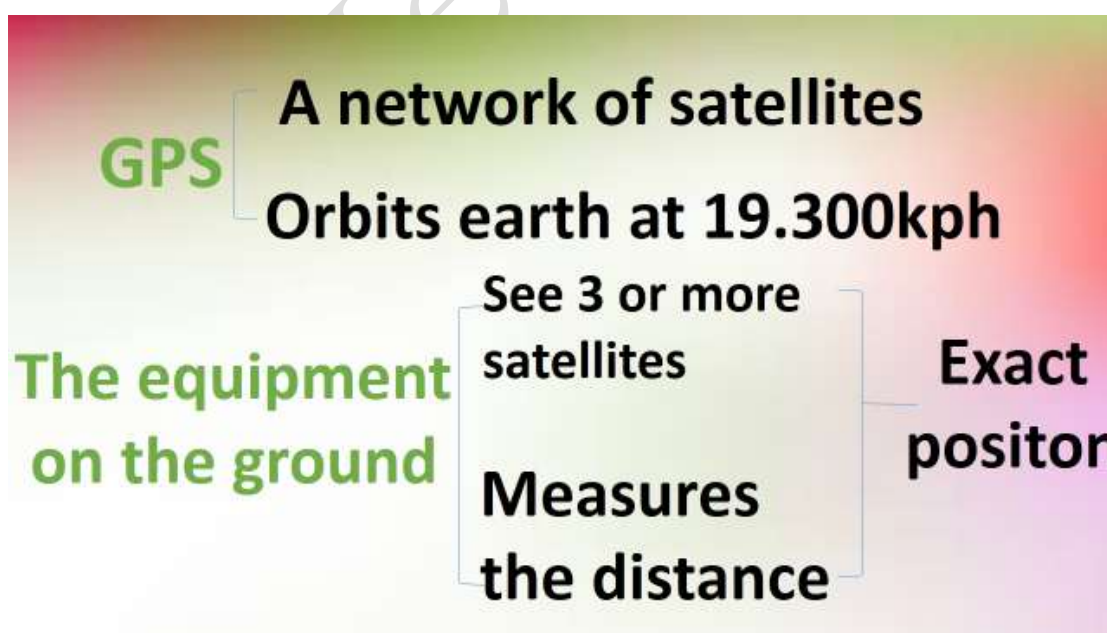 A network of satellites
GPS
Orbits earth at 19.300kph
See 3 or more
satellites
The equipment
on the ground
Measures
the distance
Exact
positon